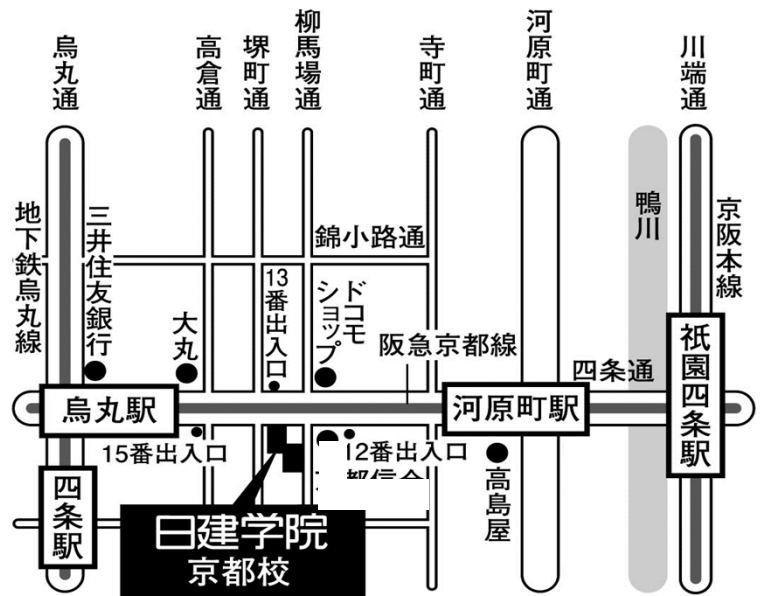 烏丸通
高倉通
堺町通
柳馬場通
寺町通
河原町通
川端通
地下鉄烏丸線
三井住友銀行
錦小路通
鴨川
京阪本線
大丸
13番出入口
ドコモ
ショップ
阪急京都線
四条通
烏丸駅
河原町駅
祇園四条駅
15番出入口
12番出入口
高島屋
四条駅
日建学院
京都校